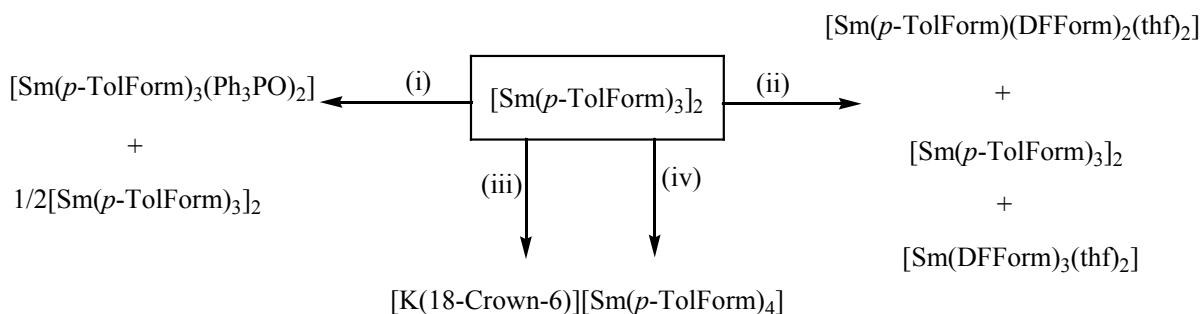 [Sm(p-TolForm)(DFForm)2(thf)2]
[Sm(p-TolForm)3(Ph3PO)2]
(i)
[Sm(p-TolForm)3]2
(ii)
+
+
[Sm(p-TolForm)3]2
1/2[Sm(p-TolForm)3]2
(iii)
(iv)
+
[Sm(DFForm)3(thf)2]
[K(18-Crown-6)][Sm(p-TolForm)4]